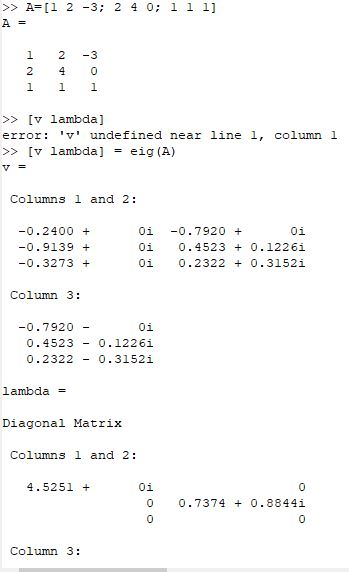 >> A=[1 2 -3; 2 4 0; 1 1 1]
A =
1 2 -3
2 4 0
1 1 1
>> [v lambda]
error: 'v' undefined near line 1, column 1
>> [v lambda] = eig(A)
v =
Columns 1 and 2:
-0.2400 + 0i -0.7920 + 0i
-0.9139 + 0i 0.4523 + 0.1226i
-0.3273 + 0i 0.2322 + 0.3152i
Column 3:
-0.7920 - 0i
0.4523 - 0.1226i
0.2322 - 0.3152i
lambda =
Diagonal Matrix
Columns 1 and 2:
4.5251 + 0i 0
0 0.7374 + 0.8844i
0 0
Column 3: